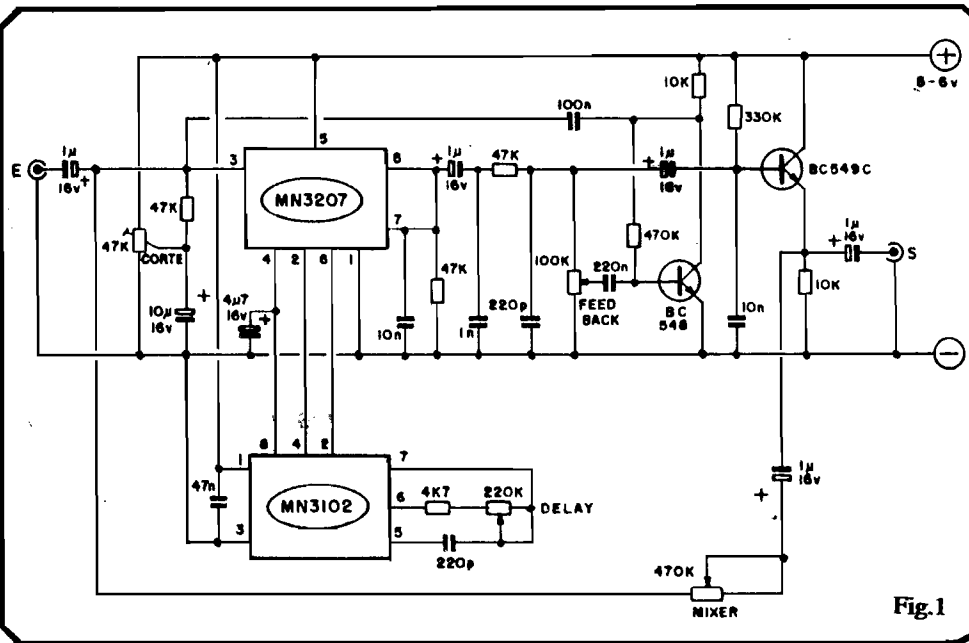 10K
330K
+
8-6v
100n
1µ
16v
+
E
3
5
8
MN3207
7
+
1µ
16v
47K
+
1µ
16v
BC549C
47K
47K
CORTE
4
2
6
1
10µ
16v
+
4µ7
16v
+
10n
47K
1n
220p
100K
FEED
BACK
220n
470K
BC
548
10n
+
1µ
16v
10K
S
−
8
4
2
1
47n
3
MN3102
7
6
5
4K7
220K
220p
DELAY
1µ
16v
+
470K
MIXER
Fig.1